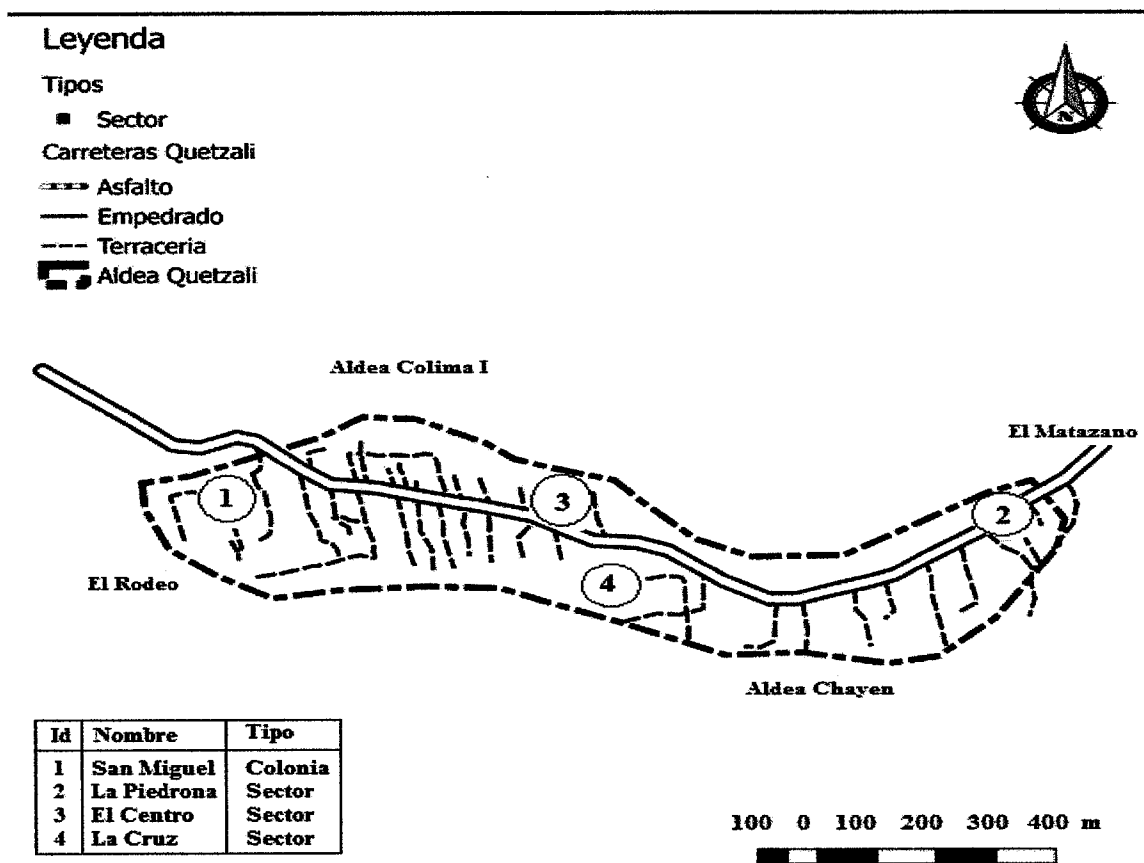 Leyenda
Tipos
Sector
Carreteras Quetzali
Asfalto
Empedrado
Terraceria
Aldea Quetzali
N
Aldea Colima I
El Matazano
1
3
2
4
El Rodeo
Aldea Chayen
Id Nombre Tipo
1 San Miguel Colonia
2 La Piedrona Sector
3 El Centro Sector
4 La Cruz Sector
100 0 100 200 300 400 m